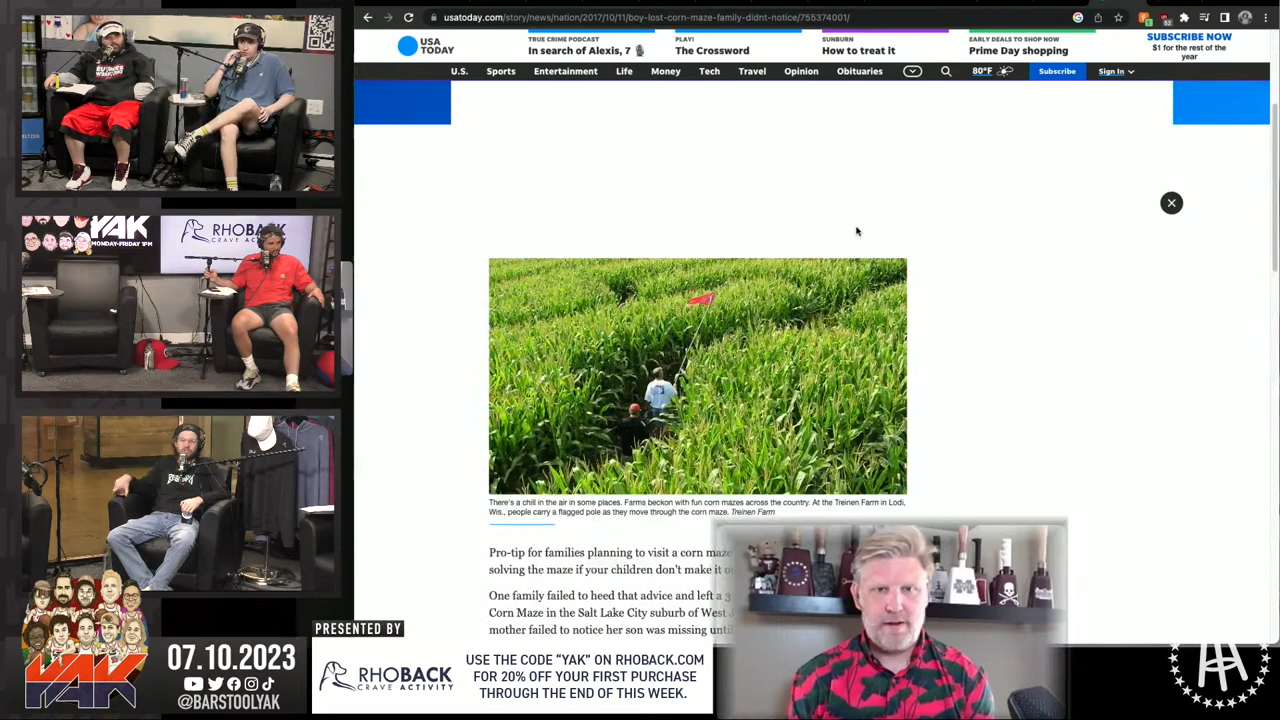 usatoday.com/story/news/nation/2017/10/11/boy-lost-corn-maze-family-didnt-notice/755374001/
USA
TODAY
TRUE CRIME PODCAST
In search of Alexis, 7
PLAY!
The Crossword
SUNBURN
How to treat it
EARLY DEALS TO SHOP NOW
Prime Day shopping
SUBSCRIBE NOW
$1 for the rest of the
year
U.S.
Sports
Entertainment
Life
Money
Tech
Travel
Opinion
Obituaries
80°F
Subscribe
Sign In
There's a chill in the air in some places. Farms beckon with fun corn mazes across the country. At the Treinen Farm in Lodi,
Wis., people carry a flagged pole as they move through the corn maze. Treinen Farm
Pro-tip for families planning to visit a corn maze
solving the maze if your children don't make it
One family failed to heed that advice and left a 3
Corn Maze in the Salt Lake City suburb of West
mother failed to notice her son was missing until
YAK
MONDAY-FRIDAY 1PM
RHOBACK
CRAVE ACTIVITY
YAK
07.10.2023
@BARSTOOLYAK
PRESENTED BY
RHOBACK
CRAVE ACTIVITY
USE THE CODE “YAK” ON RHOBACK.COM
FOR 20% OFF YOUR FIRST PURCHASE
THROUGH THE END OF THIS WEEK.